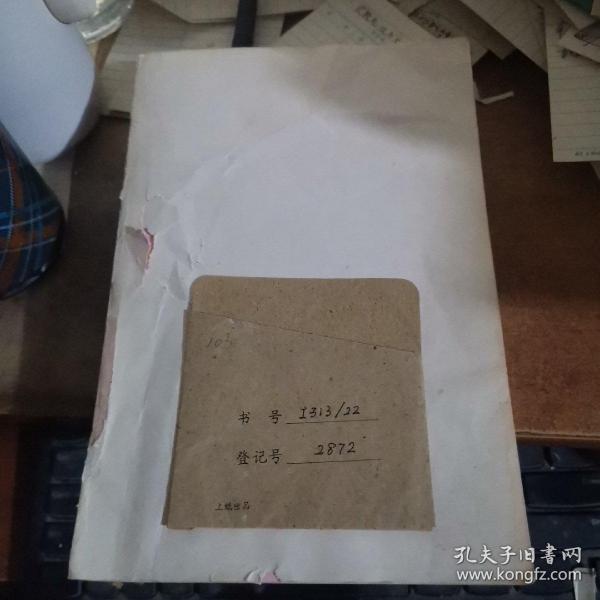 103
书号 I313/22
登记号 2872
孔夫子旧书网
www.kongfz.com